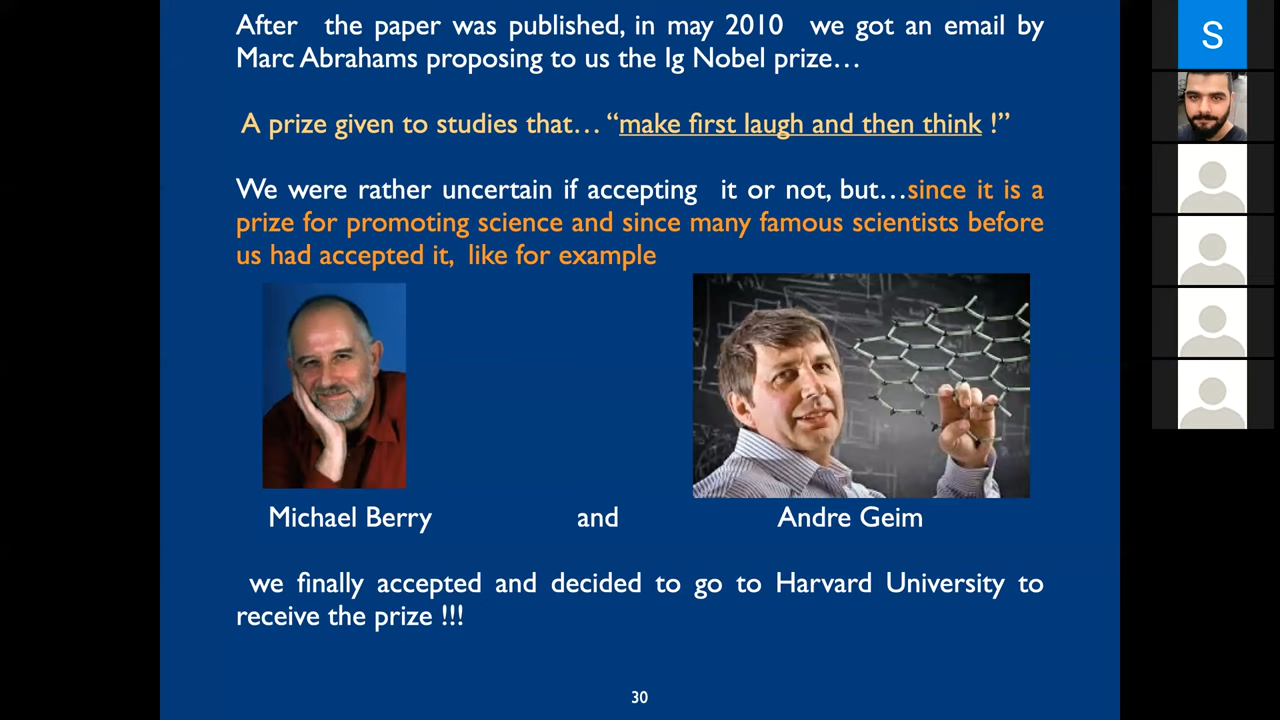 After the paper was published, in may 2010 we got an email by
Marc Abrahams proposing to us the Ig Nobel prize...
A prize given to studies that... “make first laugh and then think !”
We were rather uncertain if accepting it or not, but...since it is a
prize for promoting science and since many famous scientists before
us had accepted it, like for example
Michael Berry and Andre Geim
we finally accepted and decided to go to Harvard University to
receive the prize !!!
30
S